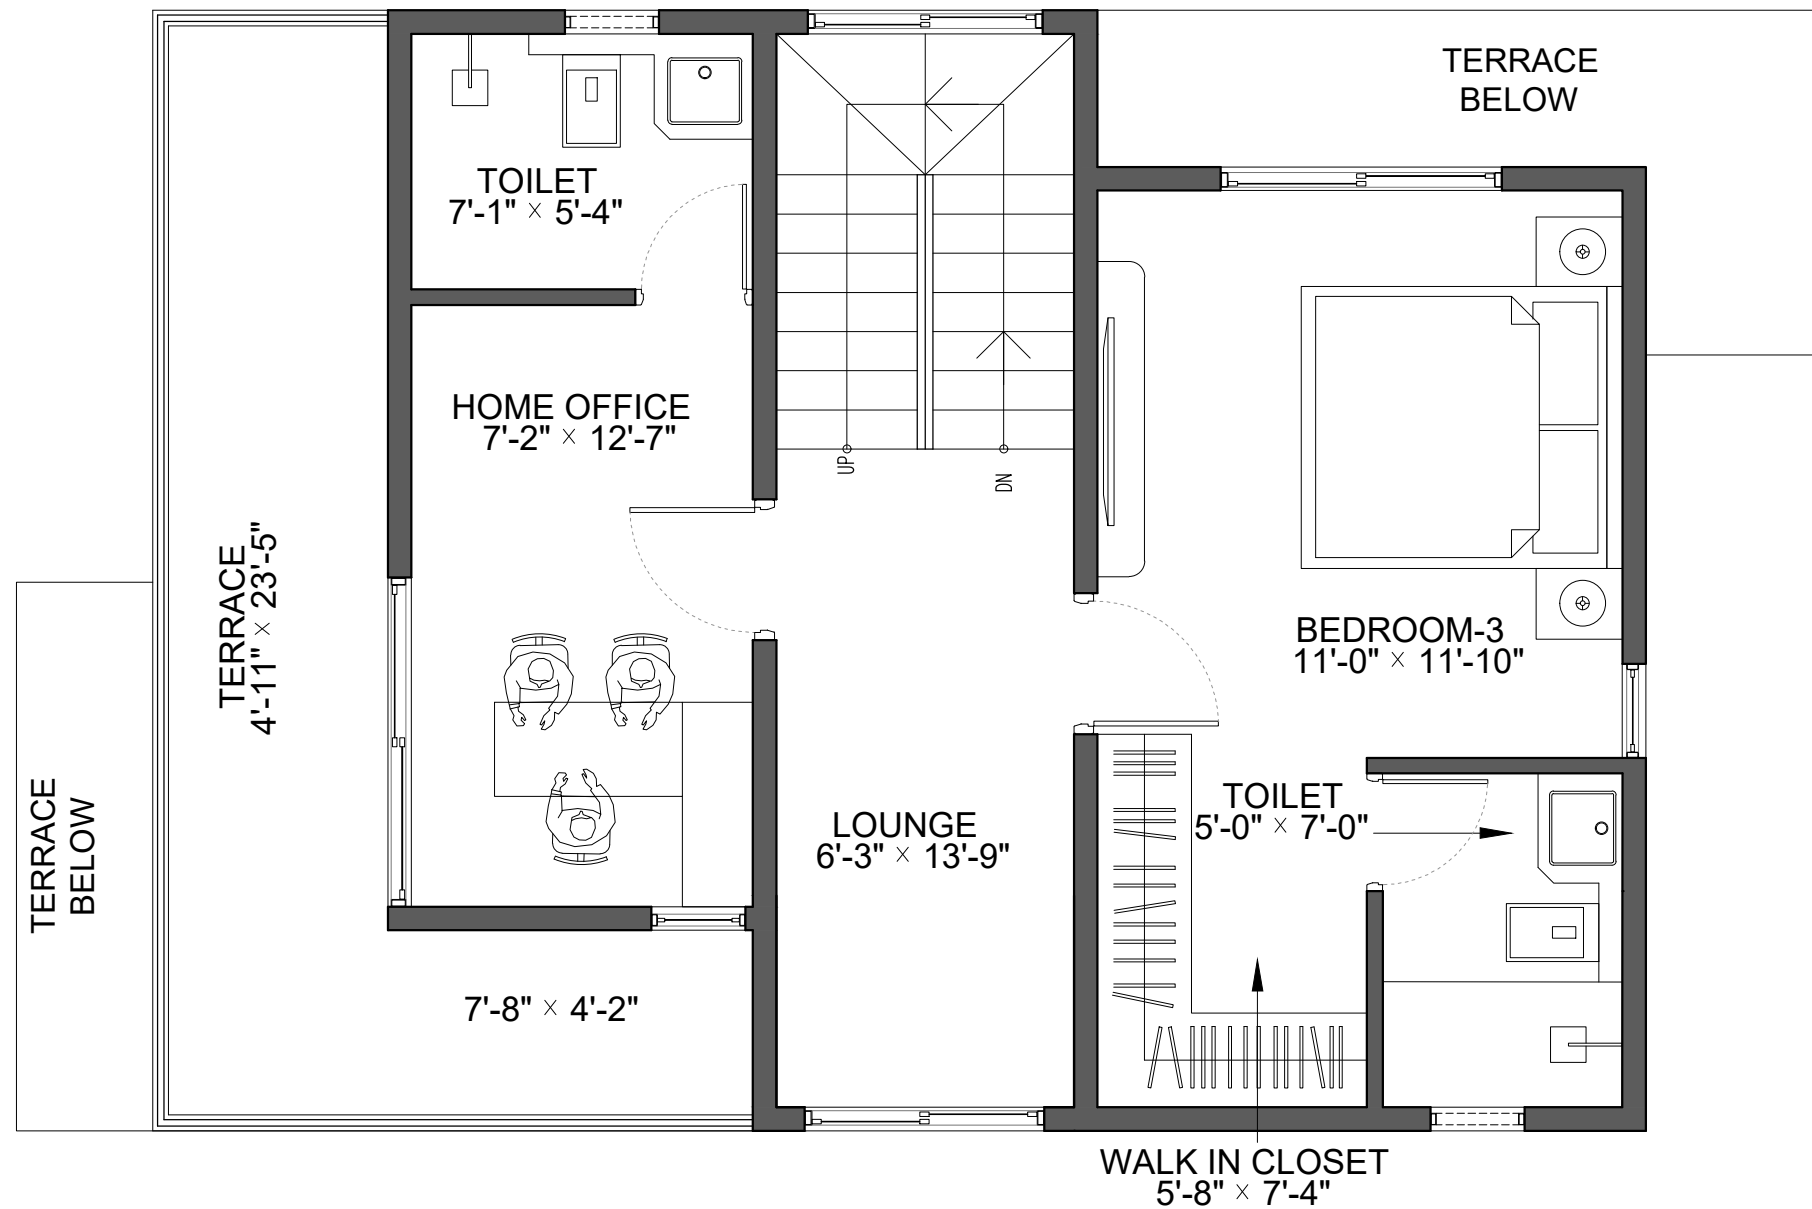 TERRACE
BELOW
TOILET
7'-1" × 5'-4"
HOME OFFICE
7'-2" × 12'-7"
UP
DN
TERRACE
4'-11" × 23'-5"
BEDROOM-3
11'-0" × 11'-10"
TOILET
5'-0" × 7'-0"
LOUNGE
6'-3" × 13'-9"
TERRACE
BELOW
7'-8" × 4'-2"
WALK IN CLOSET
5'-8" × 7'-4"